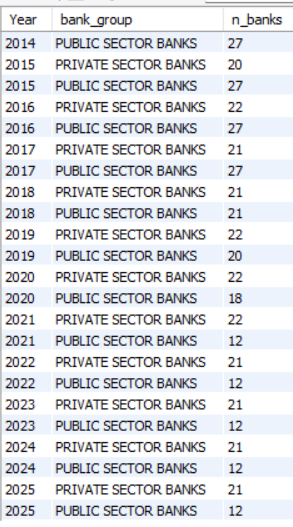 Year bank_group n_banks
2014 PUBLIC SECTOR BANKS 27
2015 PRIVATE SECTOR BANKS 20
2015 PUBLIC SECTOR BANKS 27
2016 PRIVATE SECTOR BANKS 22
2016 PUBLIC SECTOR BANKS 27
2017 PRIVATE SECTOR BANKS 21
2017 PUBLIC SECTOR BANKS 27
2018 PRIVATE SECTOR BANKS 21
2018 PUBLIC SECTOR BANKS 21
2019 PRIVATE SECTOR BANKS 22
2019 PUBLIC SECTOR BANKS 20
2020 PRIVATE SECTOR BANKS 22
2020 PUBLIC SECTOR BANKS 18
2021 PRIVATE SECTOR BANKS 22
2021 PUBLIC SECTOR BANKS 12
2022 PRIVATE SECTOR BANKS 21
2022 PUBLIC SECTOR BANKS 12
2023 PRIVATE SECTOR BANKS 21
2023 PUBLIC SECTOR BANKS 12
2024 PRIVATE SECTOR BANKS 21
2024 PUBLIC SECTOR BANKS 12
2025 PRIVATE SECTOR BANKS 21
2025 PUBLIC SECTOR BANKS 12